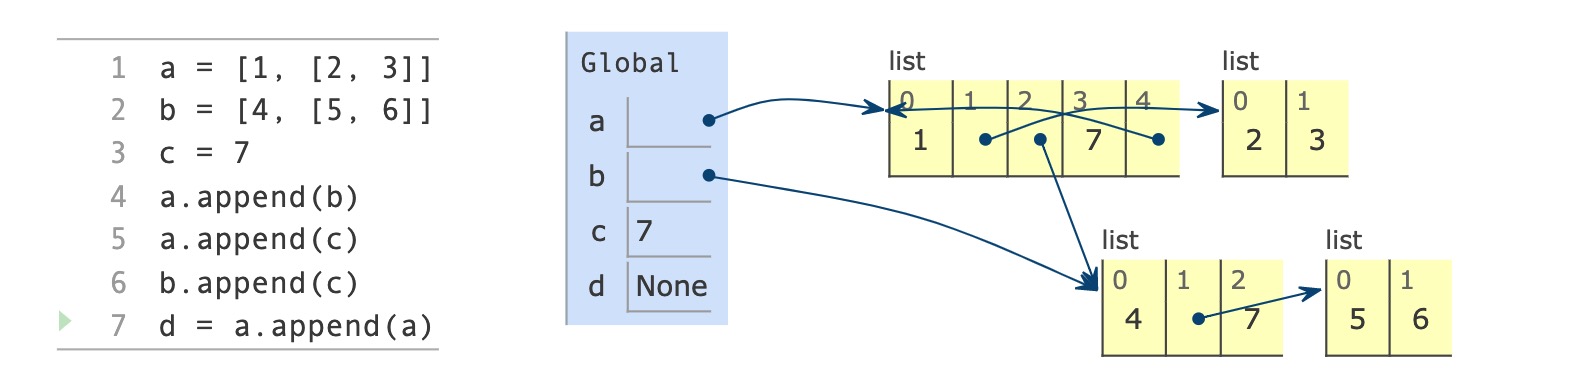 1 a = [1, [2, 3]]
2 b = [4, [5, 6]]
3 c = 7
4 a.append(b)
5 a.append(c)
6 b.append(c)
7 d = a.append(a)
Global
a
b
c 7
d None
list
0 1 2 3 4
1 7
list
0 1
2 3
list
0 1 2
4 7
list
0 1
5 6